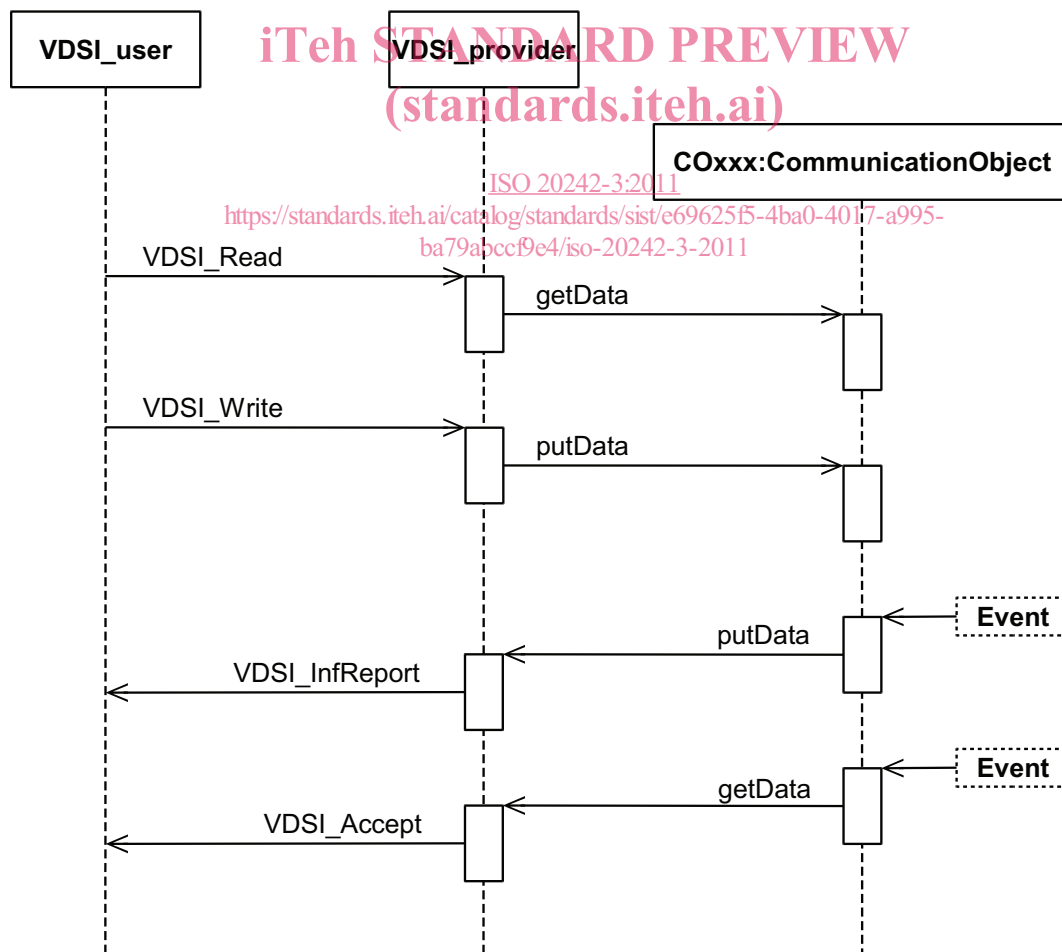 VDSI_user
VDSI_provider
iTeh STANDARD PREVIEW
(standards.iteh.ai)
COxxx:CommunicationObject
ISO 20242-3:2011
https://standards.iteh.ai/catalog/standards/sist/e69625f5-4ba0-4017-a995-
ba79abccf9e4/iso-20242-3-2011
VDSI_Read
getData
VDSI_Write
putData
Event
putData
VDSI_InfReport
Event
getData
VDSI_Accept